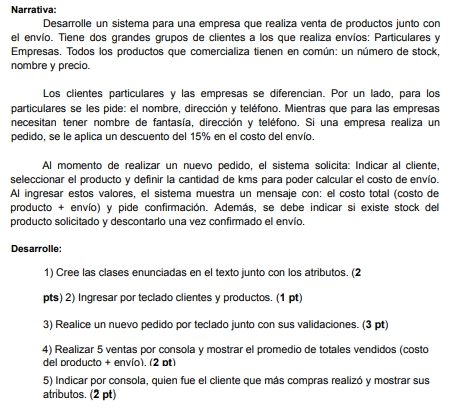 Narrativa:
Desarrolle un sistema para una empresa que realiza venta de productos junto con
el envío. Tiene dos grandes grupos de clientes a los que realiza envíos: Particulares y
Empresas. Todos los productos que comercializa tienen en común: un número de stock,
nombre y precio.
Los clientes particulares y las empresas se diferencian. Por un lado, para los
particulares se les pide: el nombre, dirección y teléfono. Mientras que para las empresas
necesitan tener nombre de fantasía, dirección y teléfono. Si una empresa realiza un
pedido, se le aplica un descuento del 15% en el costo del envío.
Al momento de realizar un nuevo pedido, el sistema solicita: Indicar al cliente,
seleccionar el producto y definir la cantidad de kms para poder calcular el costo de envío.
Al ingresar estos valores, el sistema muestra un mensaje con: el costo total (costo de
producto + envío) y pide confirmación. Además, se debe indicar si existe stock del
producto solicitado y descontarlo una vez confirmado el envío.
Desarrolle:
1) Cree las clases enunciadas en el texto junto con los atributos. (2
pts) 2) Ingresar por teclado clientes y productos. (1 pt)
3) Realice un nuevo pedido por teclado junto con sus validaciones. (3 pt)
4) Realizar 5 ventas por consola y mostrar el promedio de totales vendidos (costo
del producto + envío). (2 pt)
5) Indicar por consola, quien fue el cliente que más compras realizó y mostrar sus
atributos. (2 pt)